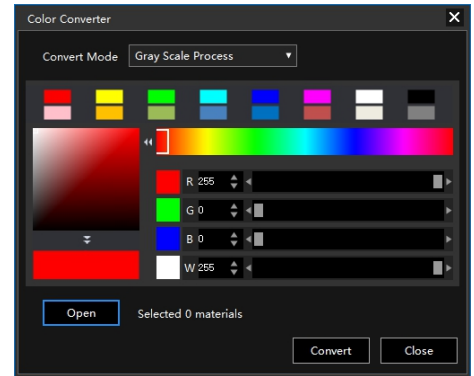 Color Converter
Convert Mode Gray Scale Process
R 255
G 0
B 0
W 255
Open Selected 0 materials
Convert Close